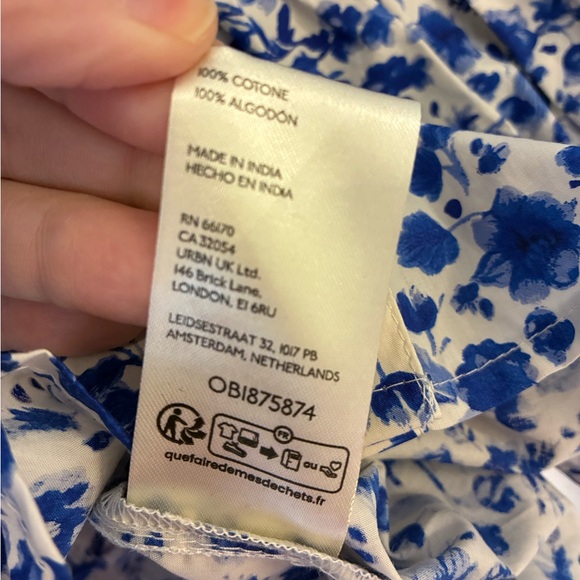 100% COTONE
100% ALGODÓN
MADE IN INDIA
HECHO EN INDIA
RN 66170
CA 32054
URBN UK Ltd.
146 Brick Lane,
LONDON, E1 6RU
LEIDSESTRAAT 32, 1017 PB
AMSTERDAM, NETHERLANDS
OB1875874
FR
ou
quefairedemesdechets.fr